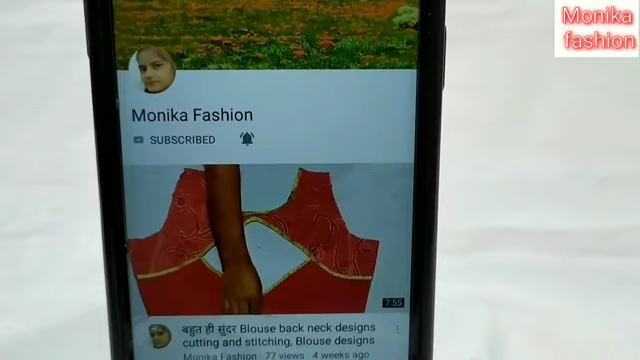 Monika
fashion
Monika Fashion
SUBSCRIBED
7:55
बहुत ही सुंदर Blouse back neck designs
cutting and stitching, Blouse designs
Monika Fashion 77 views 4 weeks ago